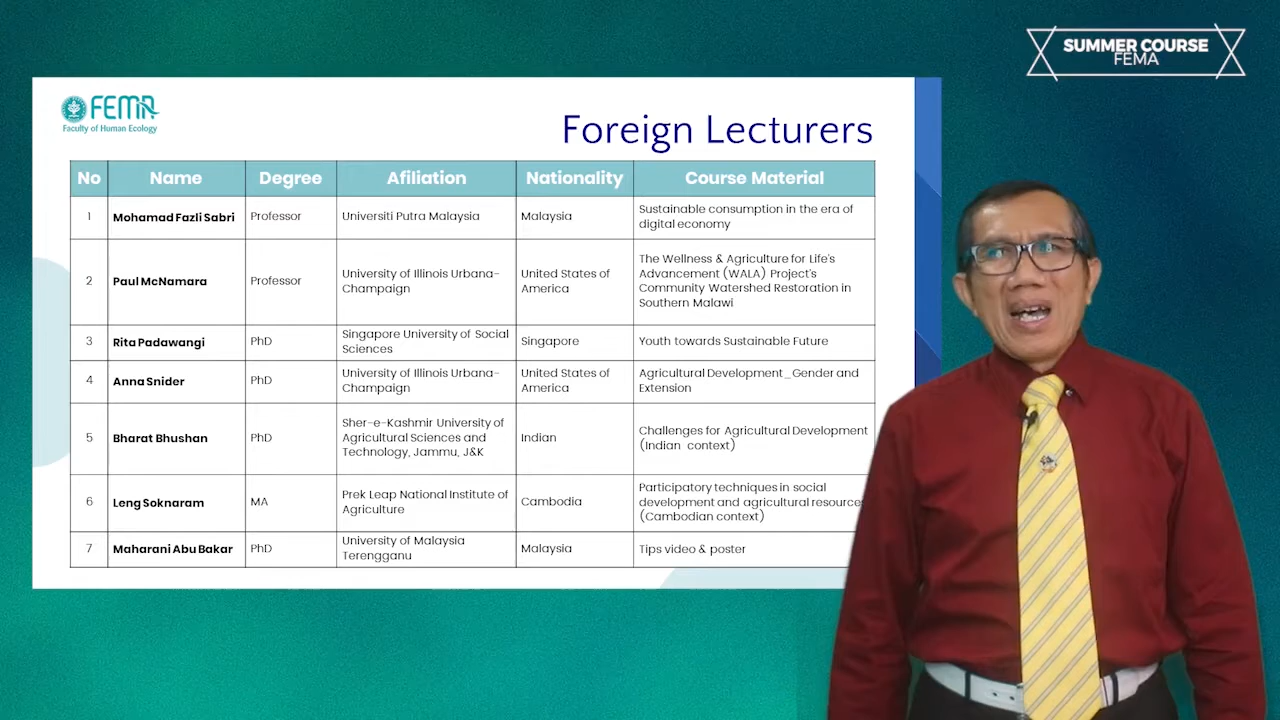 SUMMER COURSE
FEMA
FEMA
Faculty of Human Ecology
Foreign Lecturers
No Name Degree Afiliation Nationality Course Material
1 Mohamad Fazli Sabri Professor Universiti Putra Malaysia Malaysia Sustainable consumption in the era of
digital economy
2 Paul McNamara Professor University of Illinois Urbana-
Champaign United States of
America The Wellness & Agriculture for Life's
Advancement (WALA) Project's
Community Watershed Restoration in
Southern Malawi
3 Rita Padawangi PhD Singapore University of Social
Sciences Singapore Youth towards Sustainable Future
4 Anna Snider PhD University of Illinois Urbana-
Champaign United States of
America Agricultural Development_Gender and
Extension
5 Bharat Bhushan PhD Sher-e-Kashmir University of
Agricultural Sciences and
Technology, Jammu, J&K Indian Challenges for Agricultural Development
(Indian context)
6 Leng Soknaram MA Prek Leap National Institute of
Agriculture Cambodia Participatory techniques in social
development and agricultural resource
(Cambodian context)
7 Maharani Abu Bakar PhD University of Malaysia
Terengganu Malaysia Tips video & poster